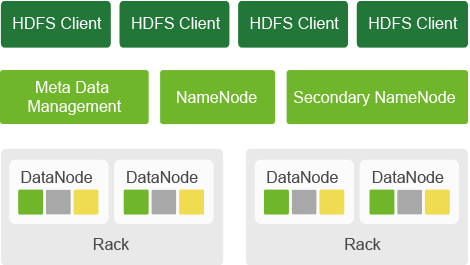 HDFS Client
HDFS Client
HDFS Client
HDFS Client
Meta Data
Management
NameNode
Secondary NameNode
DataNode
DataNode
DataNode
DataNode
Rack
Rack